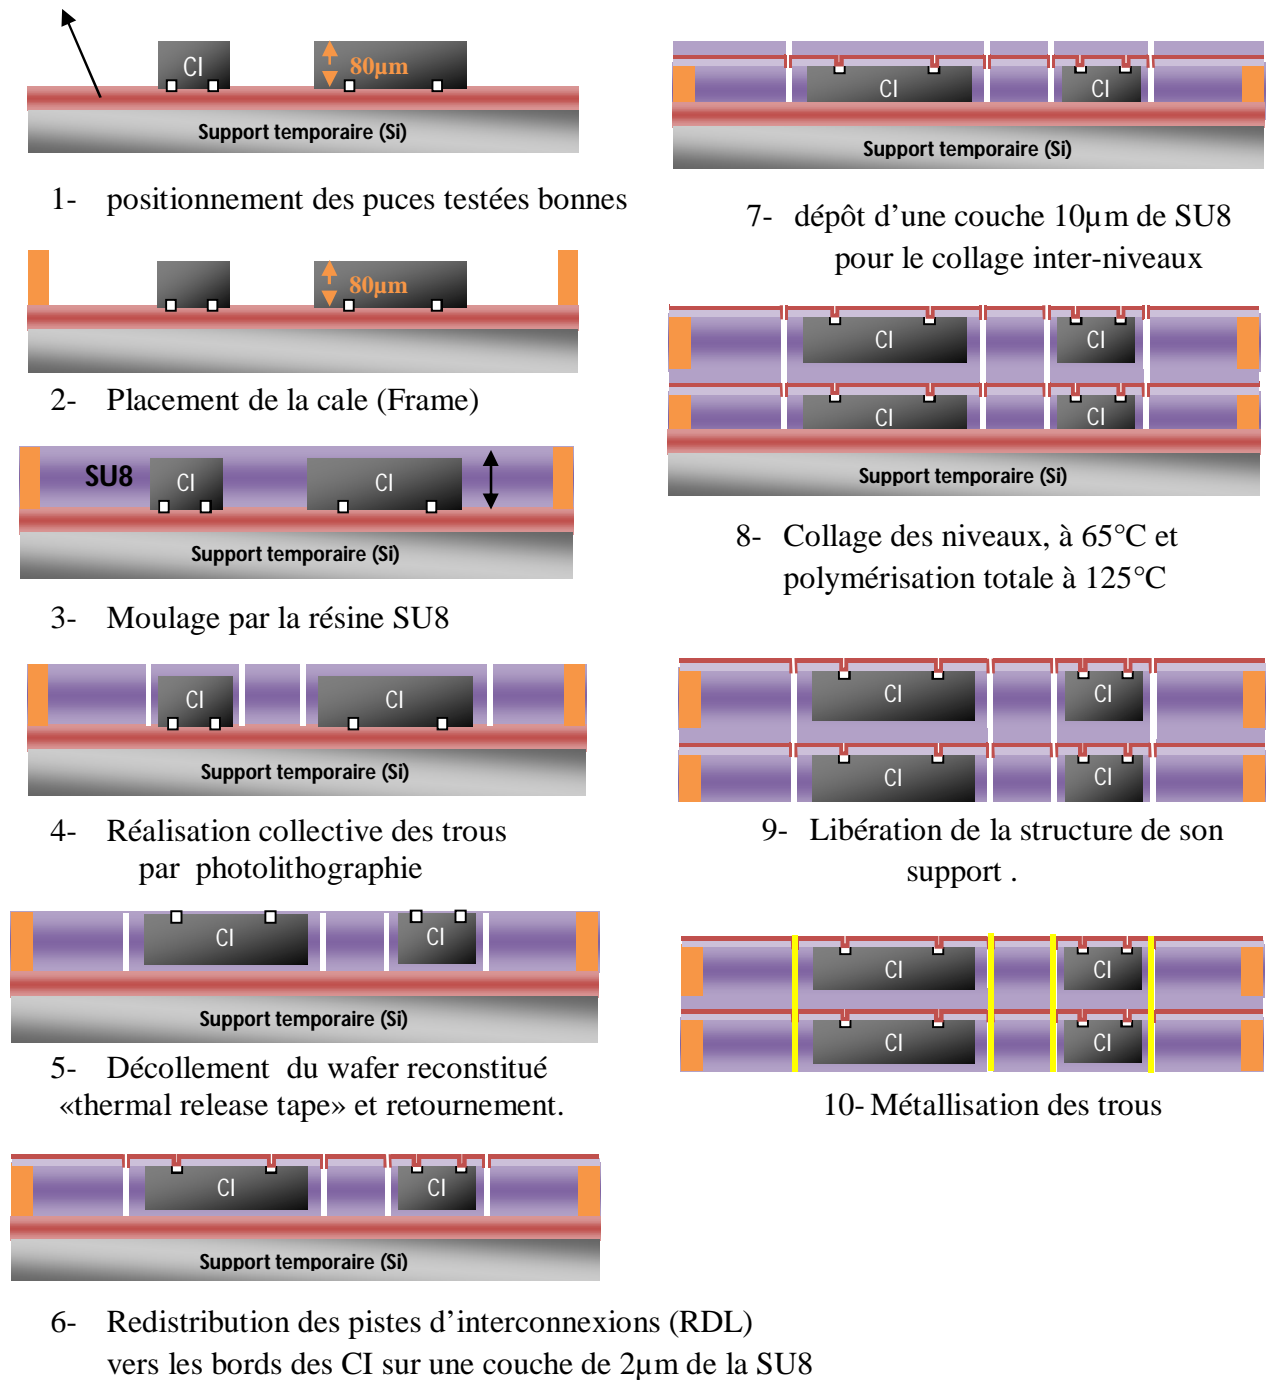 CI
80µm
Support temporaire (Si)
1- positionnement des puces testées bonnes
80µm
2- Placement de la cale (Frame)
SU8
CI
CI
Support temporaire (Si)
3- Moulage par la résine SU8
CI
CI
Support temporaire (Si)
4- Réalisation collective des trous
par photolithographie
CI
CI
Support temporaire (Si)
5- Décollement du wafer reconstitué
«thermal release tape» et retournement.
CI
CI
Support temporaire (Si)
6- Redistribution des pistes d’interconnexions (RDL)
vers les bords des CI sur une couche de 2µm de la SU8
CI
CI
Support temporaire (Si)
7- dépôt d’une couche 10µm de SU8
pour le collage inter-niveaux
CI
CI
CI
CI
Support temporaire (Si)
8- Collage des niveaux, à 65°C et
polymérisation totale à 125°C
CI
CI
CI
CI
9- Libération de la structure de son
support .
CI
CI
CI
CI
10- Métallisation des trous